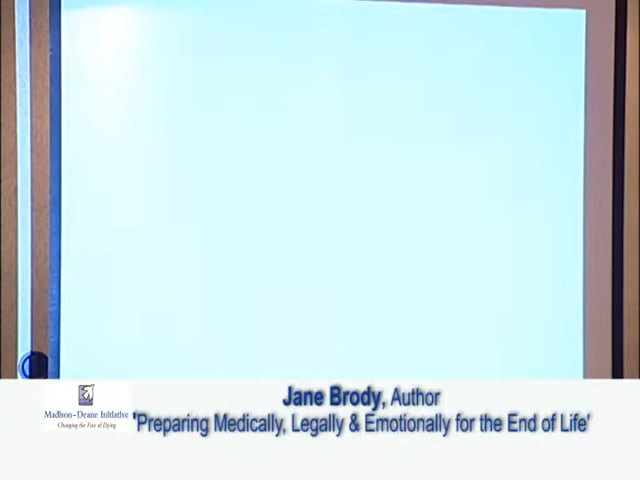 Jane Brody, Author
Madison-Deane Initiative
Changing the Face of Dying
'Preparing Medically, Legally & Emotionally for the End of Life'